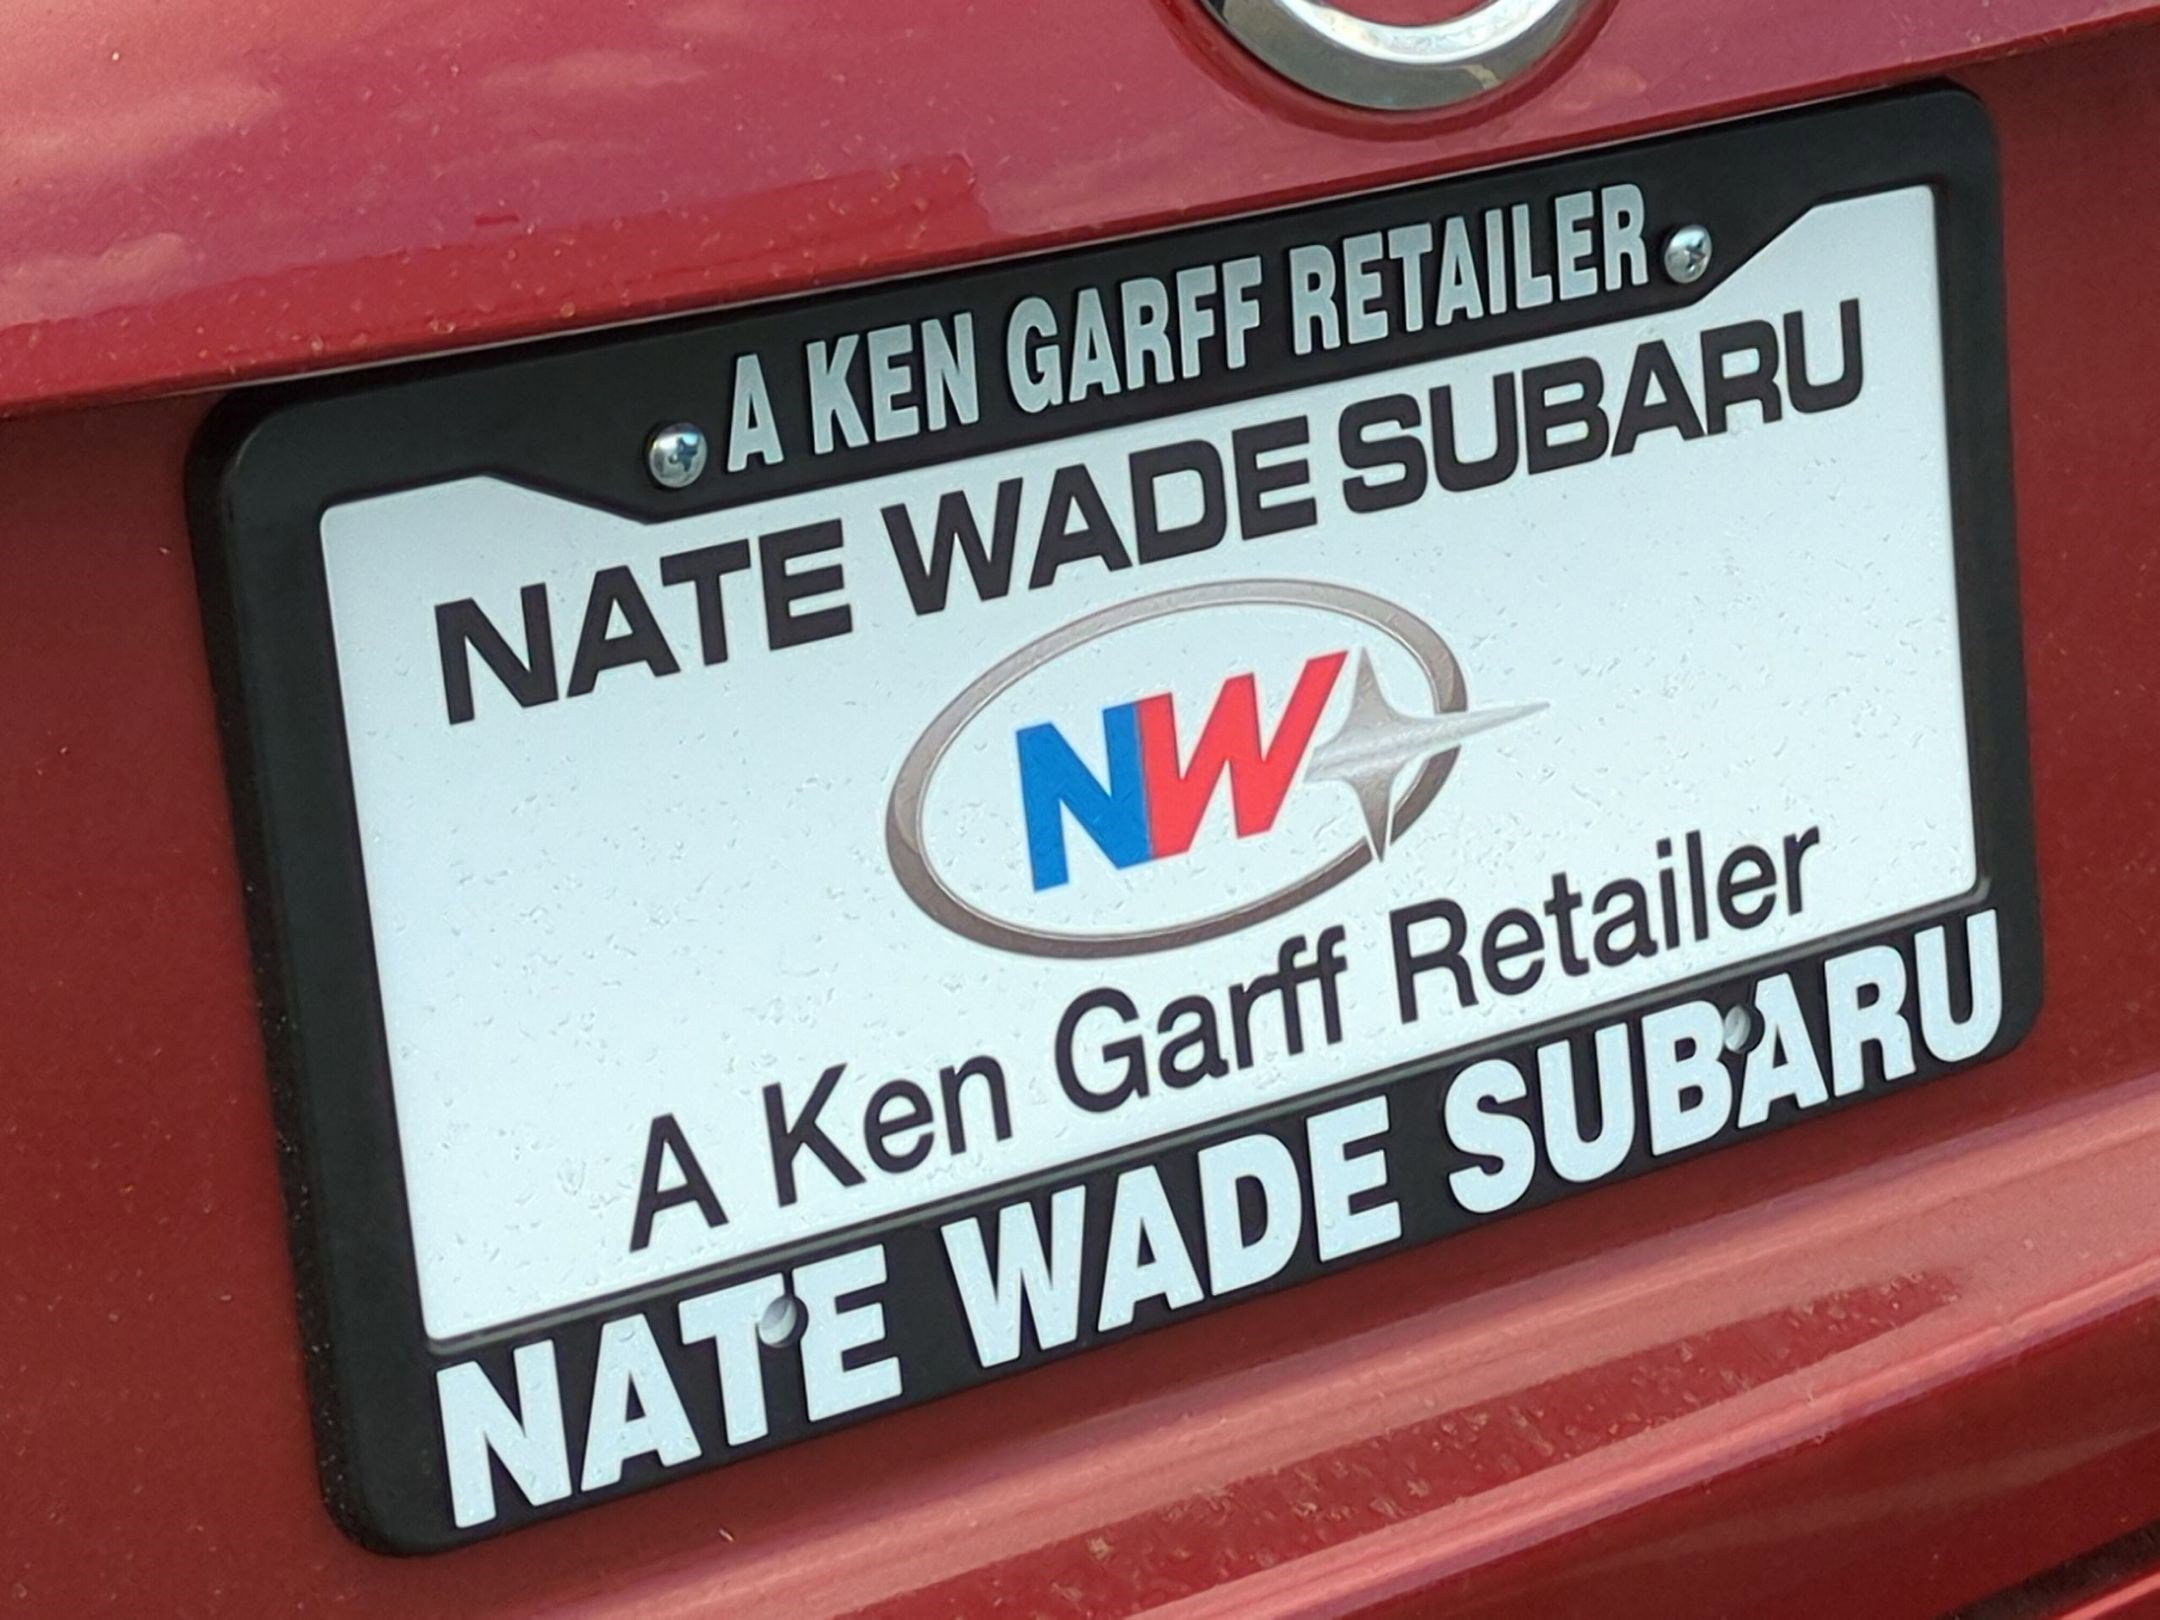 A KEN GARFF RETAILER
NATE WADE SUBARU
NW
A Ken Garff Retailer
NATE WADE SUBARU